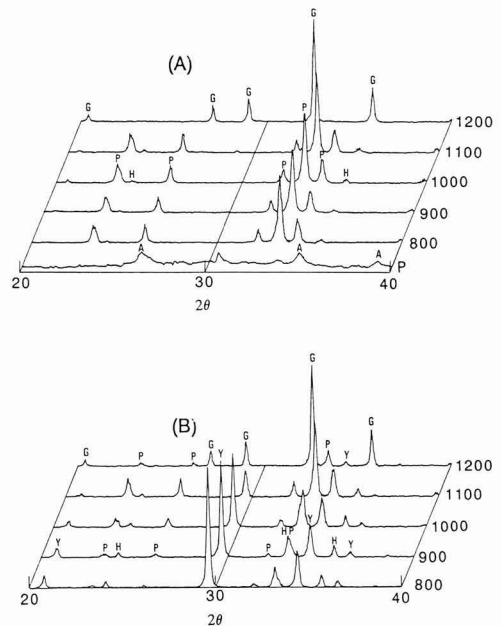 (A)
G
G G
G
G
1200
1100
P H P P P P H
1000
900
800
A A A
P
20 30 40
2θ
(B)
G P P G Y G G P Y G
1200
1100
1000
Y P H P P H P Y H Y
900
800
20 30 40
2θ